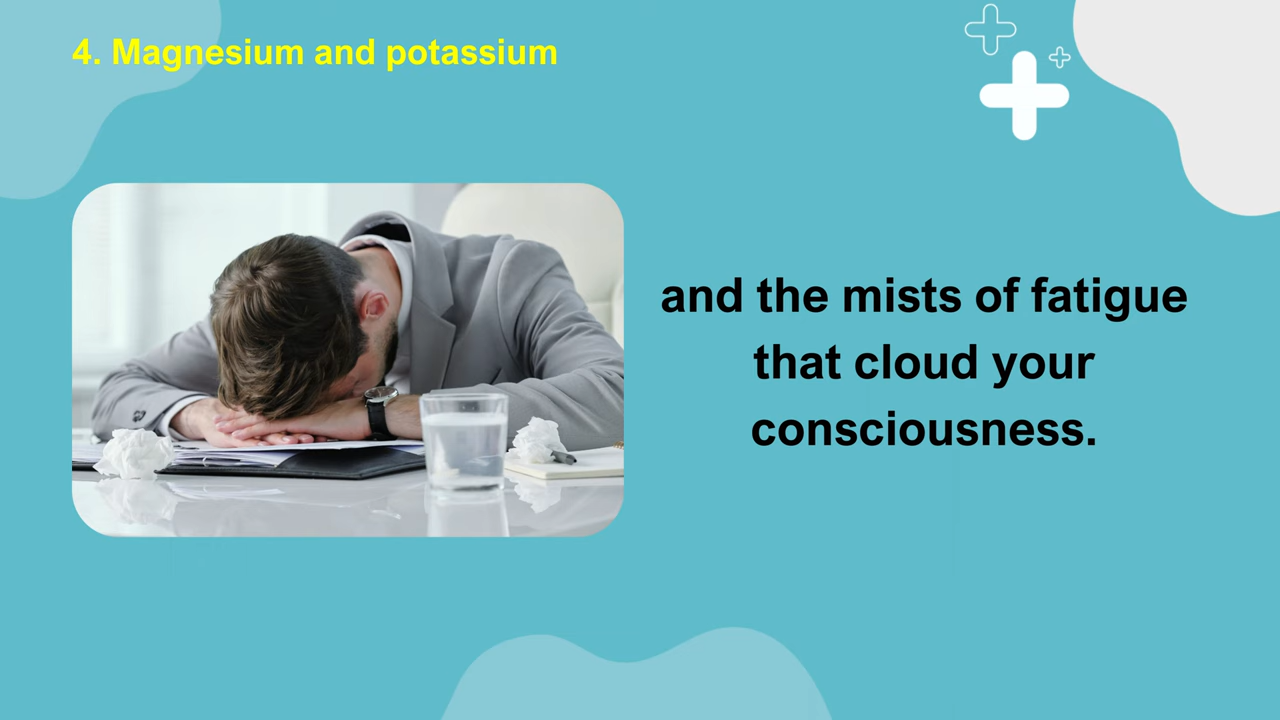 4. Magnesium and potassium
and the mists of fatigue
that cloud your
consciousness.